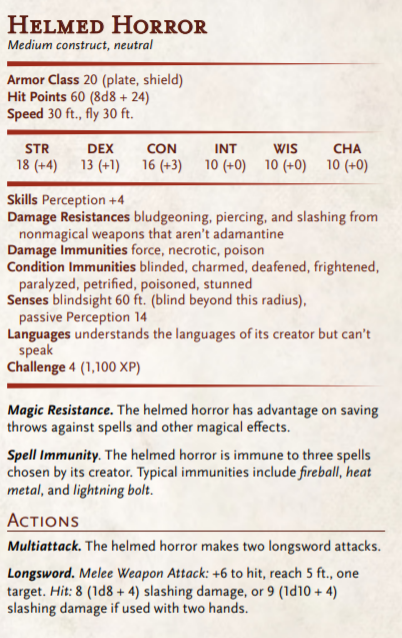 HELMED HORROR
Medium construct, neutral
Armor Class 20 (plate, shield)
Hit Points 60 (8d8 + 24)
Speed 30 ft., fly 30 ft.
STR DEX CON INT WIS CHA
18 (+4) 13 (+1) 16 (+3) 10 (+0) 10 (+0) 10 (+0)
Skills Perception +4
Damage Resistances bludgeoning, piercing, and slashing from
nonmagical weapons that aren't adamantine
Damage Immunities force, necrotic, poison
Condition Immunities blinded, charmed, deafened, frightened,
paralyzed, petrified, poisoned, stunned
Senses blindsight 60 ft. (blind beyond this radius),
passive Perception 14
Languages understands the languages of its creator but can't
speak
Challenge 4 (1,100 XP)
Magic Resistance. The helmed horror has advantage on saving
throws against spells and other magical effects.
Spell Immunity. The helmed horror is immune to three spells
chosen by its creator. Typical immunities include fireball, heat
metal, and lightning bolt.
ACTIONS
Multiattack. The helmed horror makes two longsword attacks.
Longsword. Melee Weapon Attack: +6 to hit, reach 5 ft., one
target. Hit: 8 (1d8 + 4) slashing damage, or 9 (1d10 + 4)
slashing damage if used with two hands.